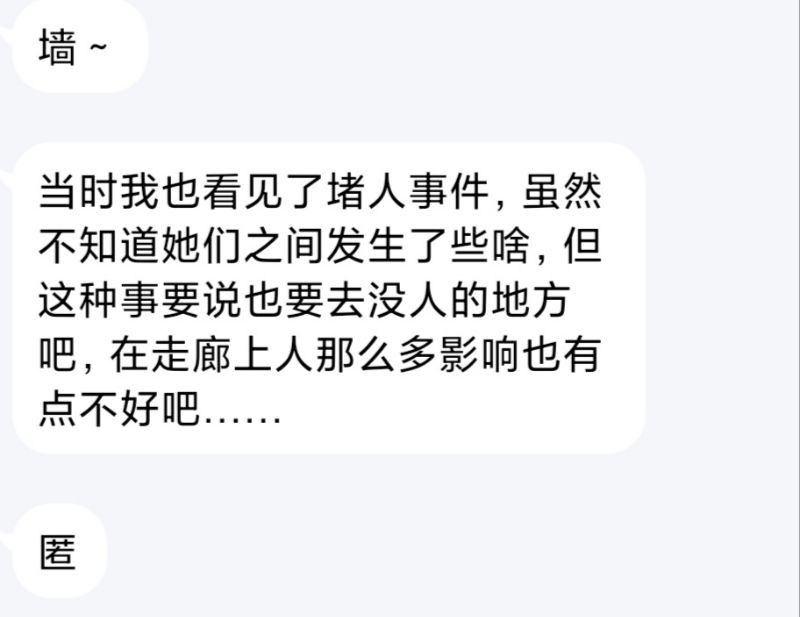 墙~
当时我也看见了堵人事件，虽然
不知道她们之间发生了些啥，但
这种事要说也要去没人的地方
吧，在走廊上人那么多影响也有
点不好吧……
匿